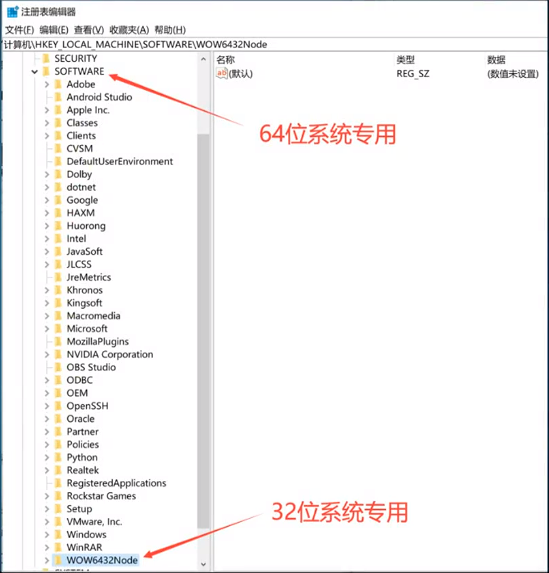 注册表编辑器
文件(F) 编辑(E) 查看(V) 收藏夹(A) 帮助(H)
计算机\HKEY_LOCAL_MACHINE\SOFTWARE\WOW6432Node
名称 类型 数据
ab(默认) REG_SZ (数值未设置)
SECURITY
SOFTWARE
Adobe
Android Studio
Apple Inc.
Classes
Clients
CVSM
DefaultUserEnvironment
Dolby
dotnet
Google
HAXM
Huorong
Intel
JavaSoft
JLCSS
JreMetrics
Khronos
Kingsoft
Macromedia
Microsoft
MozillaPlugins
NVIDIA Corporation
OBS Studio
ODBC
OEM
OpenSSH
Oracle
Partner
Policies
Python
Realtek
RegisteredApplications
Rockstar Games
Setup
VMware, Inc.
Windows
WinRAR
WOW6432Node
64位系统专用
32位系统专用